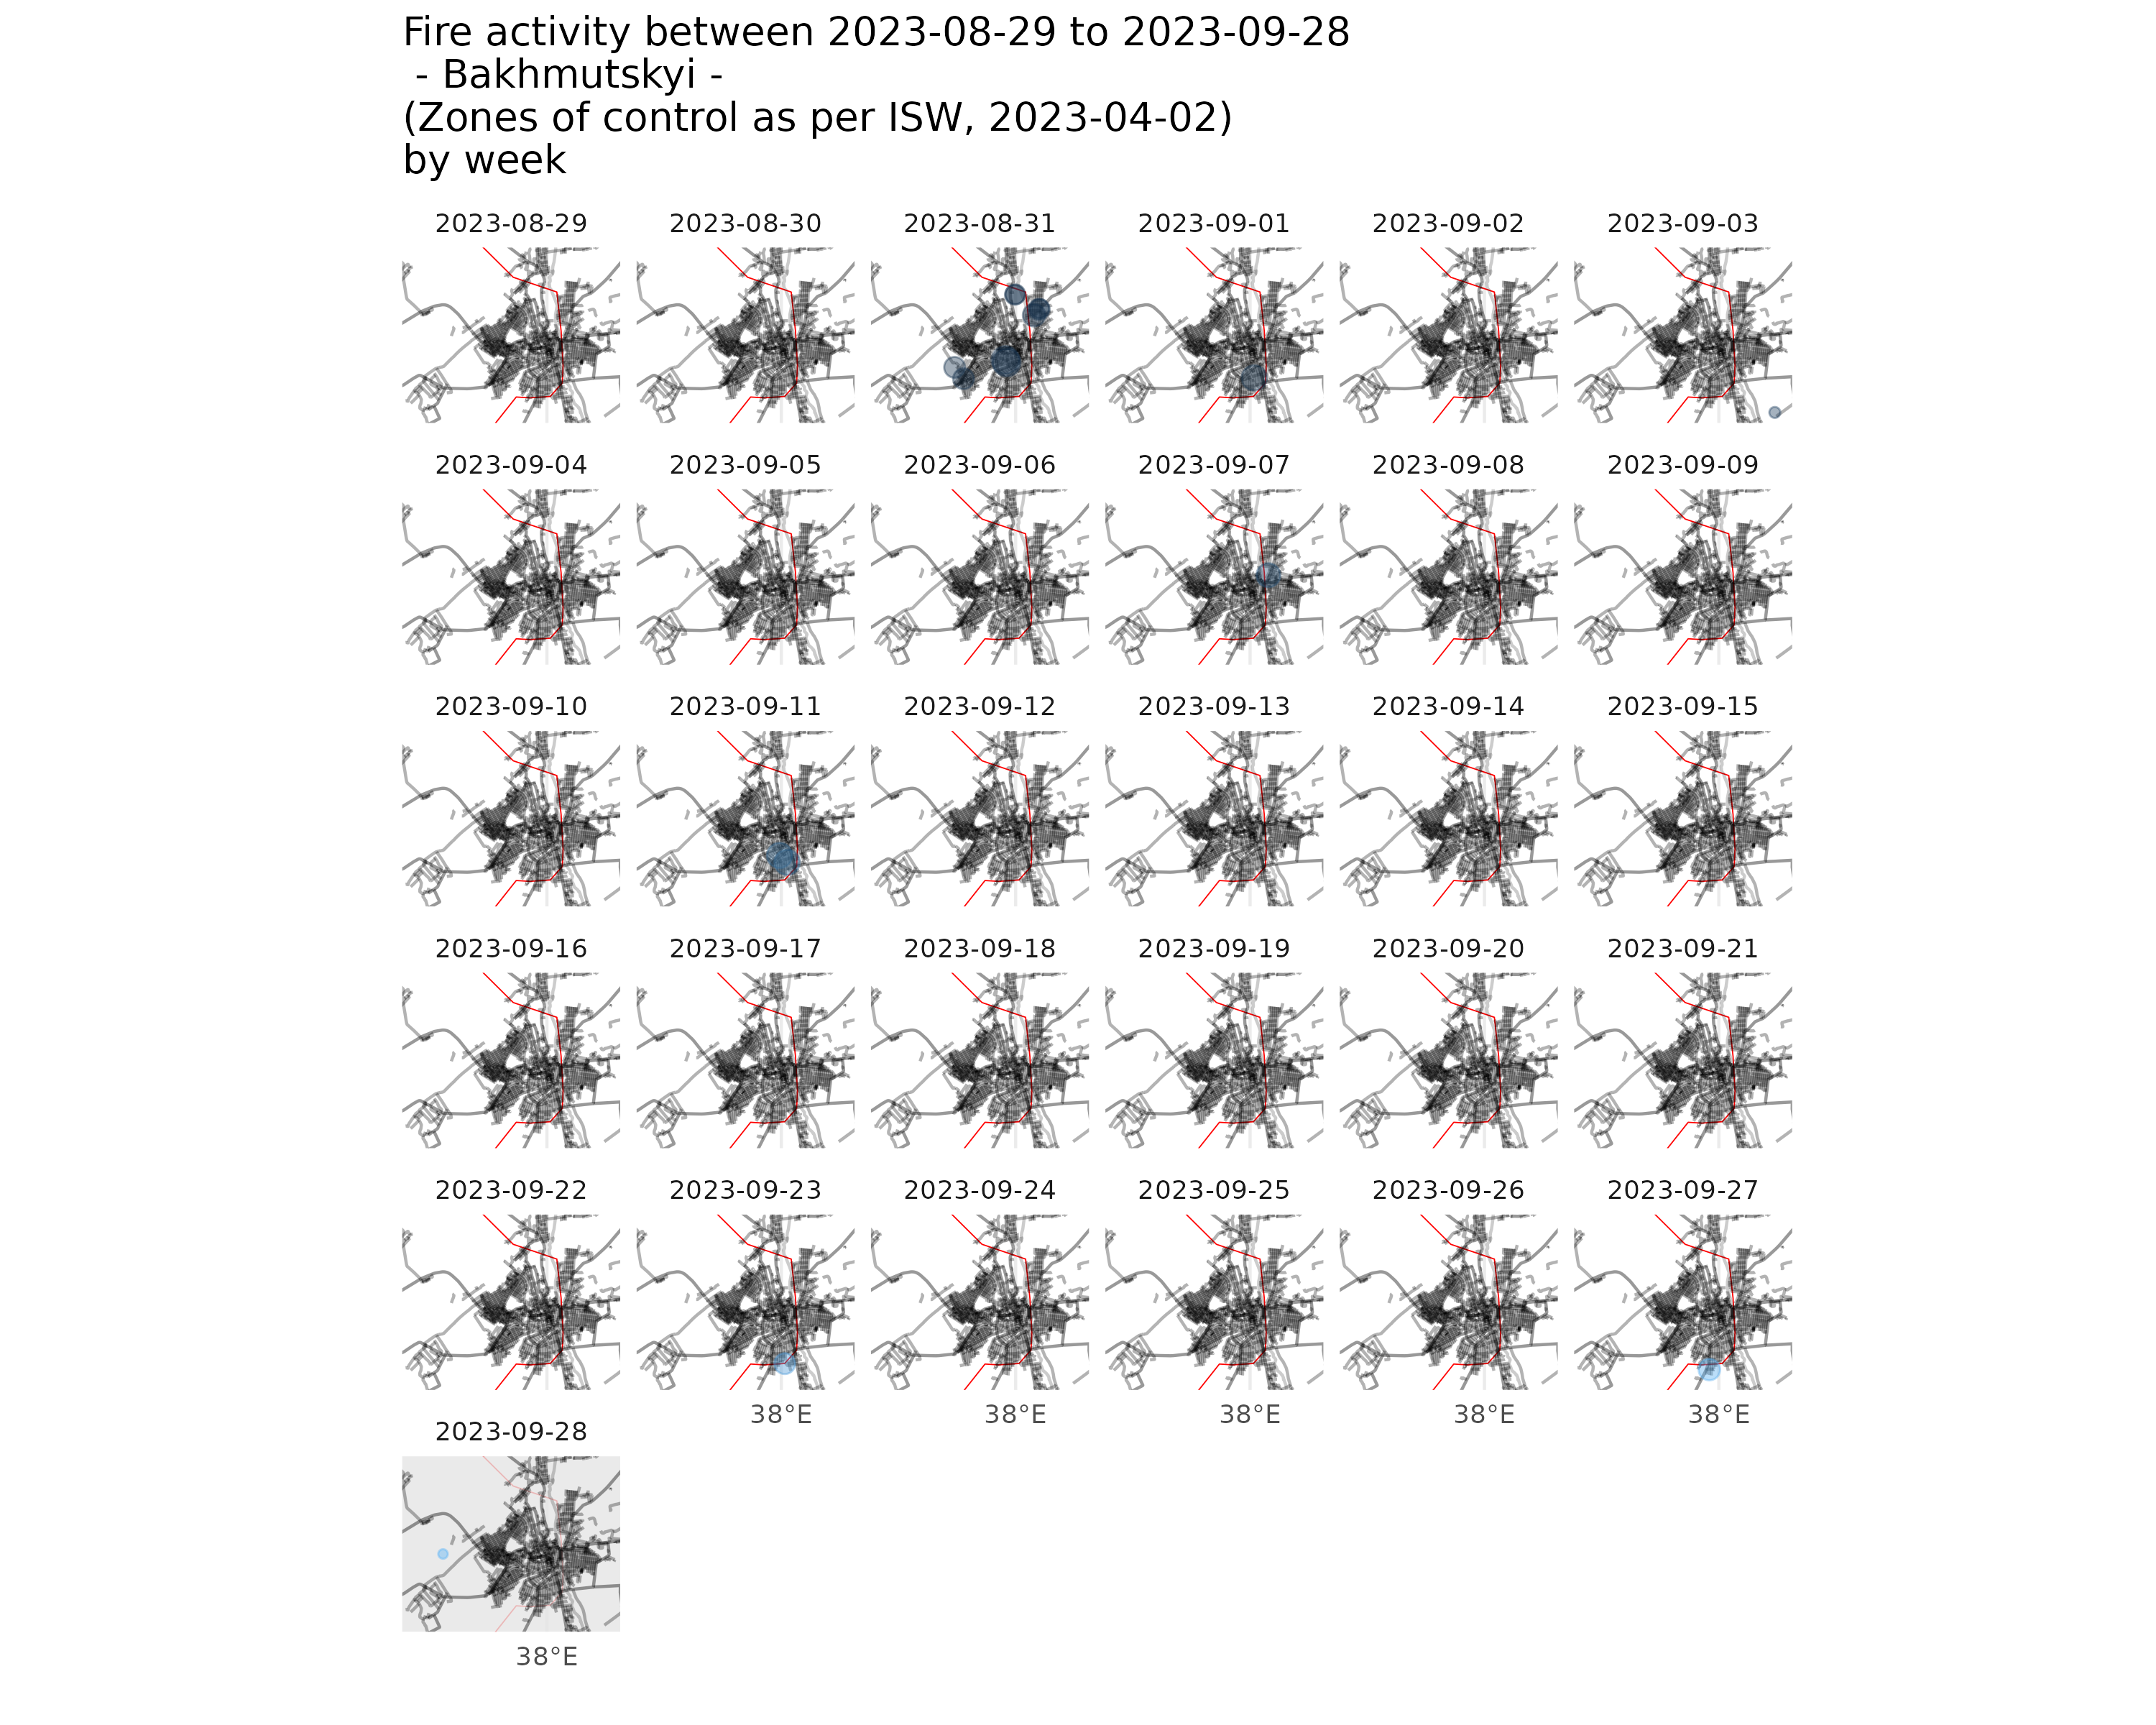 Fire activity between 2023-08-29 to 2023-09-28
- Bakhmutskyi -
(Zones of control as per ISW, 2023-04-02)
by week
2023-08-29 2023-08-30 2023-08-31 2023-09-01 2023-09-02 2023-09-03
2023-09-04 2023-09-05 2023-09-06 2023-09-07 2023-09-08 2023-09-09
2023-09-10 2023-09-11 2023-09-12 2023-09-13 2023-09-14 2023-09-15
2023-09-16 2023-09-17 2023-09-18 2023-09-19 2023-09-20 2023-09-21
2023-09-22 2023-09-23 2023-09-24 2023-09-25 2023-09-26 2023-09-27
38°E 38°E 38°E 38°E 38°E
2023-09-28
38°E